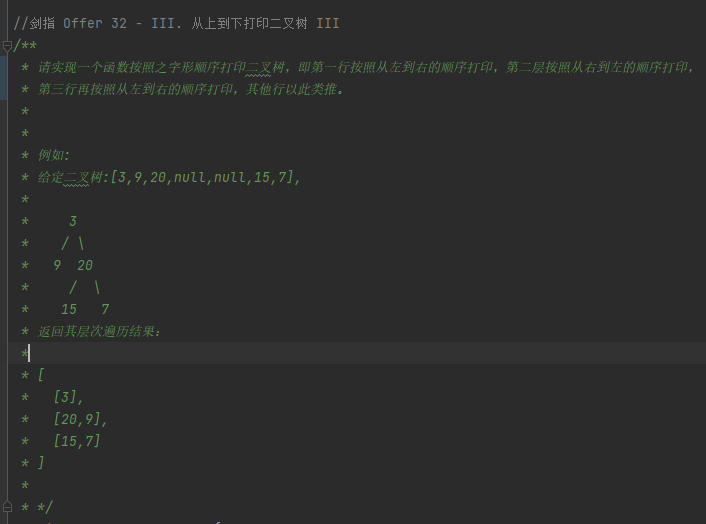 //剑指 Offer 32 - III. 从上到下打印二叉树 III
/**
* 请实现一个函数按照之字形顺序打印二叉树，即第一行按照从左到右的顺序打印，第二层按照从右到左的顺序打印，
* 第三行再按照从左到右的顺序打印，其他行以此类推。
*
*
* 例如:
* 给定二叉树:[3,9,20,null,null,15,7],
*
* 3
* / \
* 9 20
* / \
* 15 7
* 返回其层次遍历结果：
*
* [
* [3],
* [20,9],
* [15,7]
* ]
*
* */